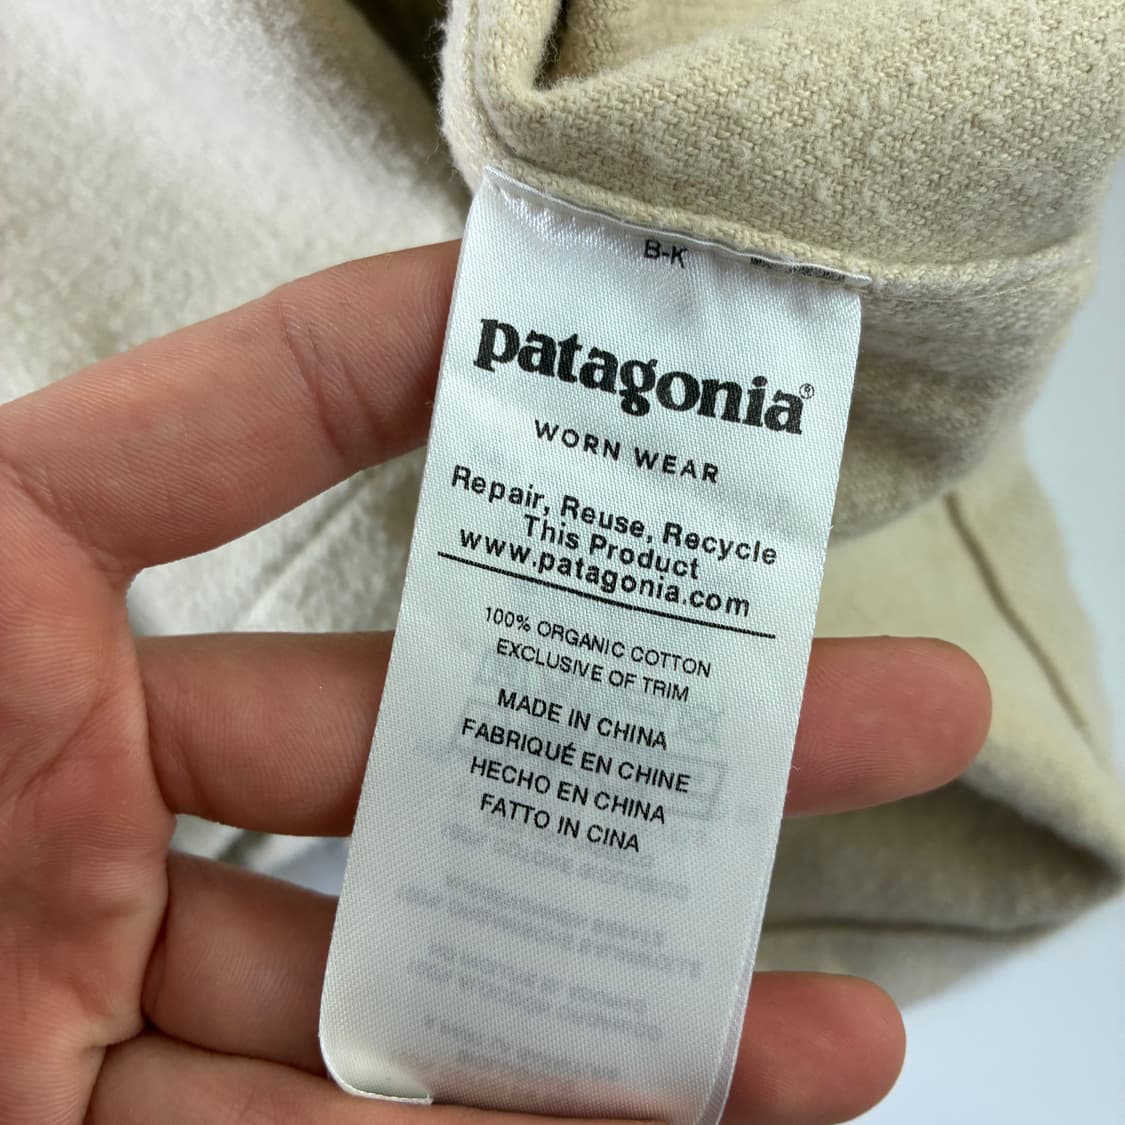 B-K
patagonia®
WORN WEAR
Repair, Reuse, Recycle
This Product
www.patagonia.com
100% ORGANIC COTTON
EXCLUSIVE OF TRIM
MADE IN CHINA
FABRIQUÉ EN CHINE
HECHO EN CHINA
FATTO IN CINA